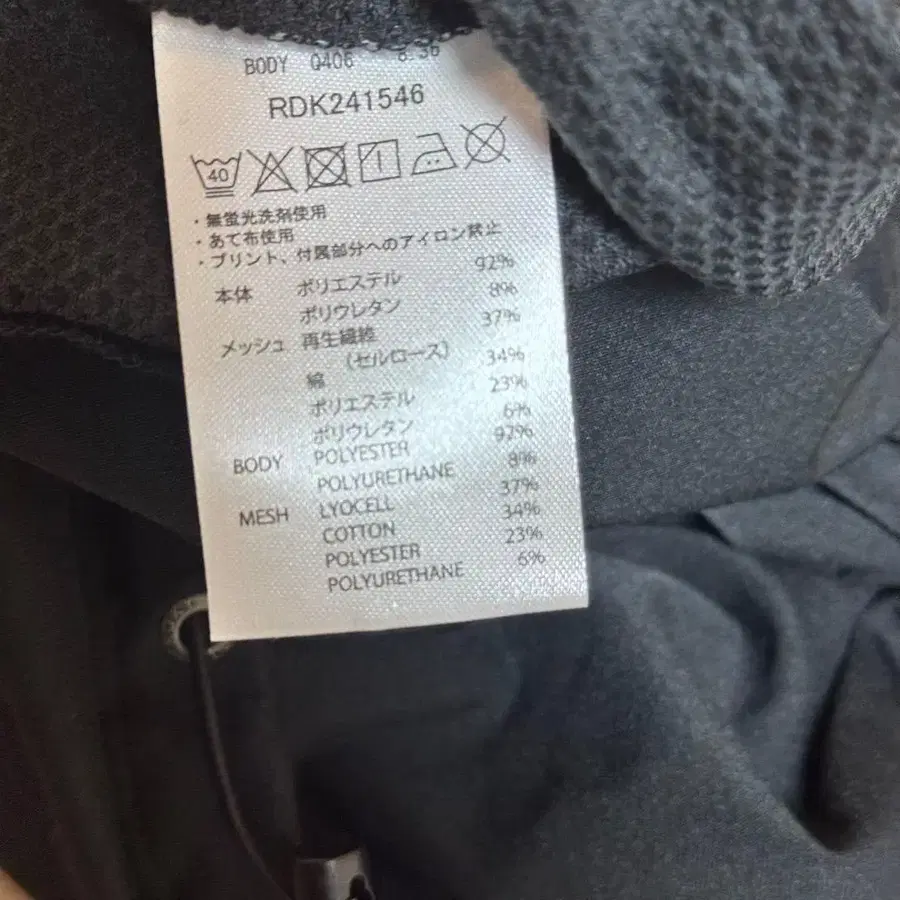 BODY 0406 8.36
RDK241546
40
・無蛍光洗剤使用
・あて布使用
・プリント、付属部分へのアイロン禁止
本体 ポリエステル 92%
ポリウレタン 8%
メッシュ 再生繊維 37%
(セルロース)
綿 34%
ポリエステル 23%
ポリウレタン 6%
BODY POLYESTER 92%
POLYURETHANE 8%
MESH LYOCELL 37%
COTTON 34%
POLYESTER 23%
POLYURETHANE 6%